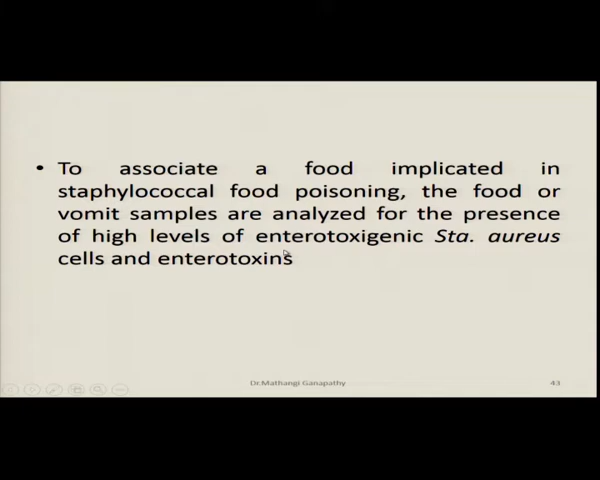 • To associate a food implicated in
staphylococcal food poisoning, the food or
vomit samples are analyzed for the presence
of high levels of enterotoxigenic Sta. aureus
cells and enterotoxins
Dr.Mathangi Ganapathy
43